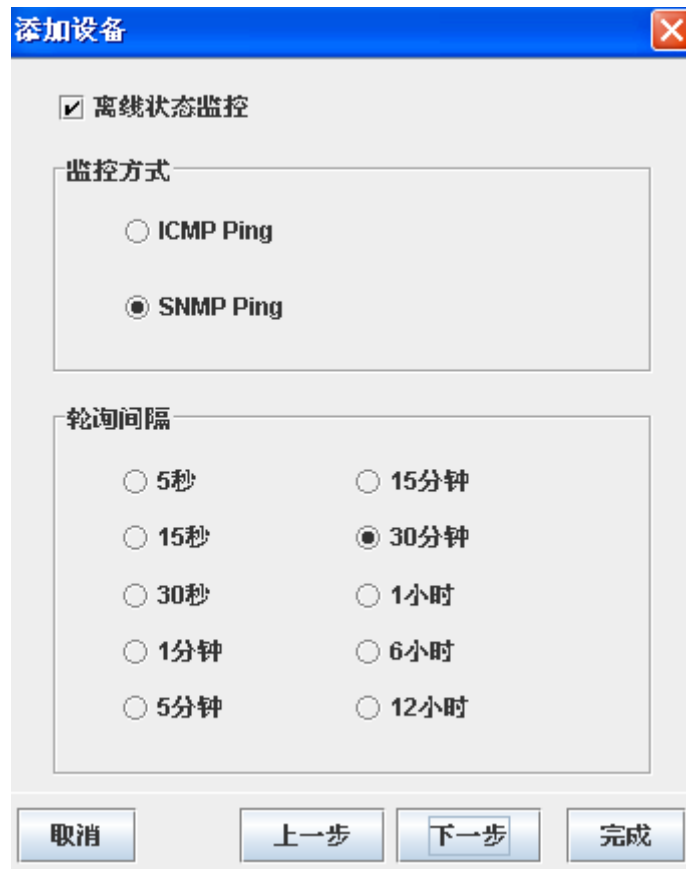 添加设备
离线状态监控
监控方式
ICMP Ping
SNMP Ping
轮询间隔
5秒 15分钟
15秒 30分钟
30秒 1小时
1分钟 6小时
5分钟 12小时
取消 上一步 下一步 完成